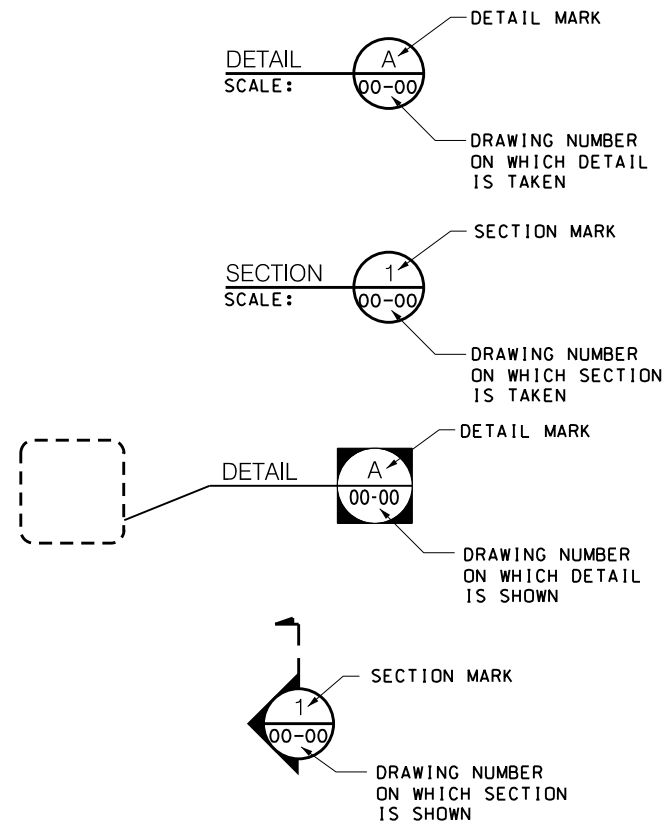 DETAIL MARK
DETAIL
A
SCALE:
00-00
DRAWING NUMBER
ON WHICH DETAIL
IS TAKEN
SECTION MARK
SECTION
1
SCALE:
00-00
DRAWING NUMBER
ON WHICH SECTION
IS TAKEN
DETAIL MARK
DETAIL
A
00-00
DRAWING NUMBER
ON WHICH DETAIL
IS SHOWN
SECTION MARK
1
00-00
DRAWING NUMBER
ON WHICH SECTION
IS SHOWN